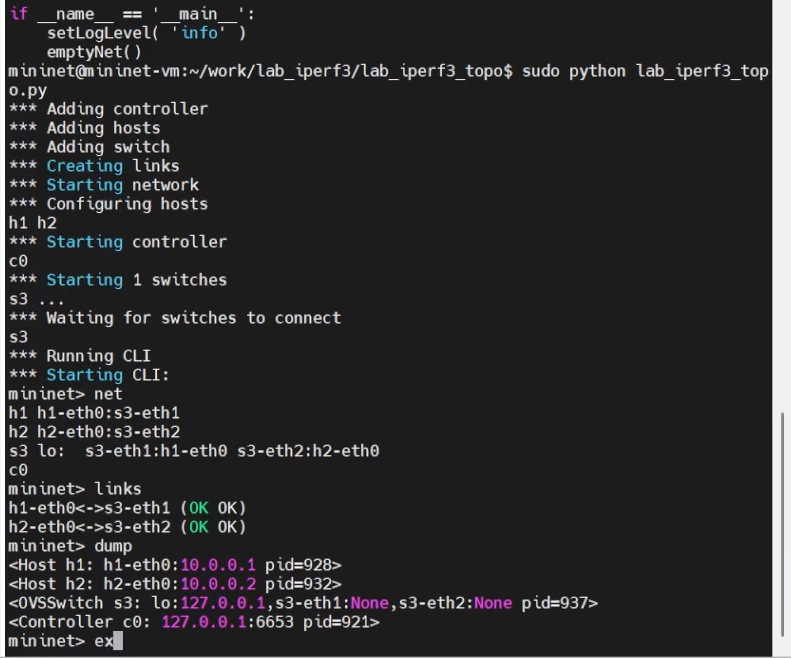 if __name__ == '__main__':
    setLogLevel( 'info' )
    emptyNet()
mininet@mininet-vm:~/work/lab_iperf3/lab_iperf3_topo$ sudo python lab_iperf3_top
o.py
*** Adding controller
*** Adding hosts
*** Adding switch
*** Creating links
*** Starting network
*** Configuring hosts
h1 h2
*** Starting controller
c0
*** Starting 1 switches
s3 ...
*** Waiting for switches to connect
s3
*** Running CLI
*** Starting CLI:
mininet> net
h1 h1-eth0:s3-eth1
h2 h2-eth0:s3-eth2
s3 lo:  s3-eth1:h1-eth0 s3-eth2:h2-eth0
c0
mininet> links
h1-eth0<->s3-eth1 (OK OK)
h2-eth0<->s3-eth2 (OK OK)
mininet> dump
<Host h1: h1-eth0:10.0.0.1 pid=928>
<Host h2: h2-eth0:10.0.0.2 pid=932>
<OVSSwitch s3: lo:127.0.0.1,s3-eth1:None,s3-eth2:None pid=937>
<Controller c0: 127.0.0.1:6653 pid=921>
mininet> ex